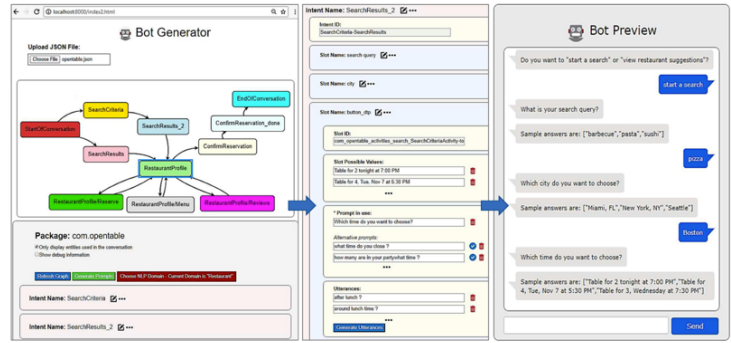 localhost:8000/index2.html
Bot Generator
Upload JSON File:
Choose File opentable.json
EndOfConversation
SearchCriteria
StartOfConversation
SearchResults_2
ConfirmReservation_done
SearchResults
ConfirmReservation
RestaurantProfile
RestaurantProfile/Reserve
RestaurantProfile/Menu
RestaurantProfile/Reviews
Package: com.opentable
Only display entities used in the conversation
Show debug information
Refresh Graph
Generate Prompts
Choose NLP Domain - Current Domain is "Restaurant"
Intent Name: SearchCriteria
Intent Name: SearchResults_2
Intent Name: SearchResults_2
Intent ID:
SearchCriteria-SearchResults
Slot Name: search query
Slot Name: city
Slot Name: button_dtp
Slot ID:
com_opentable_activities_search_SearchCriteriaActivity-to
Slot Possible Values:
Table for 2 tonight at 7:00 PM
Table for 4, Tue, Nov 7 at 5:30 PM
* Prompt to use:
Which time do you want to choose?
Alternative prompts:
what time do you chose ?
how many are in your partywhat time ?
Utterances:
after lunch ?
around lunch time ?
Generate Utterances
Bot Preview
Do you want to "start a search" or "view restaurant suggestions"?
start a search
What is your search query?
Sample answers are: ["barbecue","pasta","sushi"]
pizza
Which city do you want to choose?
Sample answers are: ["Miami, FL","New York, NY","Seattle"]
Boston
Which time do you want to choose?
Sample answers are: ["Table for 2 tonight at 7:00 PM","Table for
4, Tue, Nov 7 at 5:30 PM","Table for 3, Wednesday at 7:30 PM"]
Send